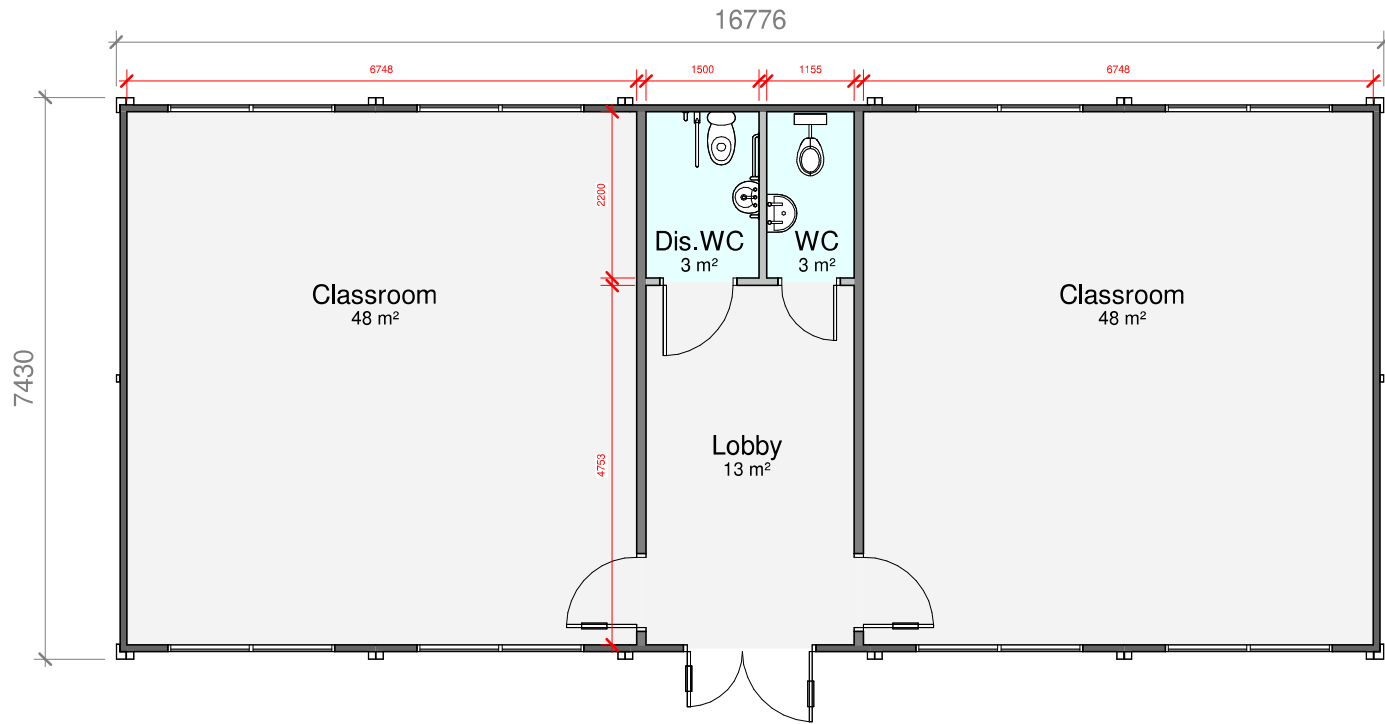 16776
6748
1500
1155
6748
7430
2200
4753
Dis.WC
3 m²
WC
3 m²
Classroom
48 m²
Classroom
48 m²
Lobby
13 m²